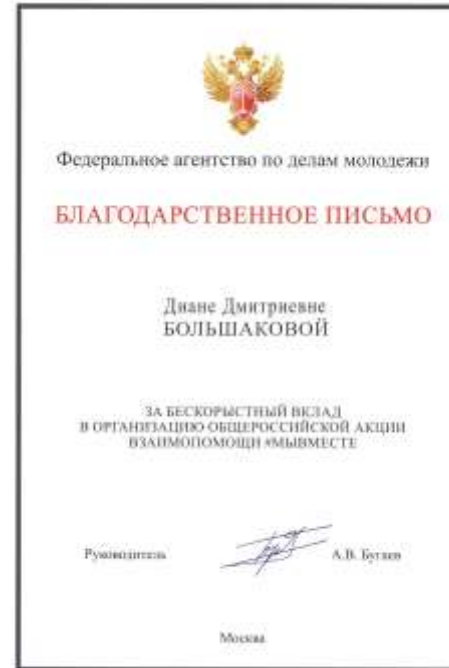 Федеральное агентство по делам молодежи
БЛАГОДАРСТВЕННОЕ ПИСЬМО
Диане Дмитриевне
БОЛЬШАКОВОЙ
ЗА БЕСКОРЫСТНЫЙ ВКЛАД
В ОРГАНИЗАЦИЮ ОБЩЕРОССИЙСКОЙ АКЦИИ
ВЗАИМОПОМОЩИ #МЫВМЕСТЕ
Руководитель А.В. Бугаев
Москва